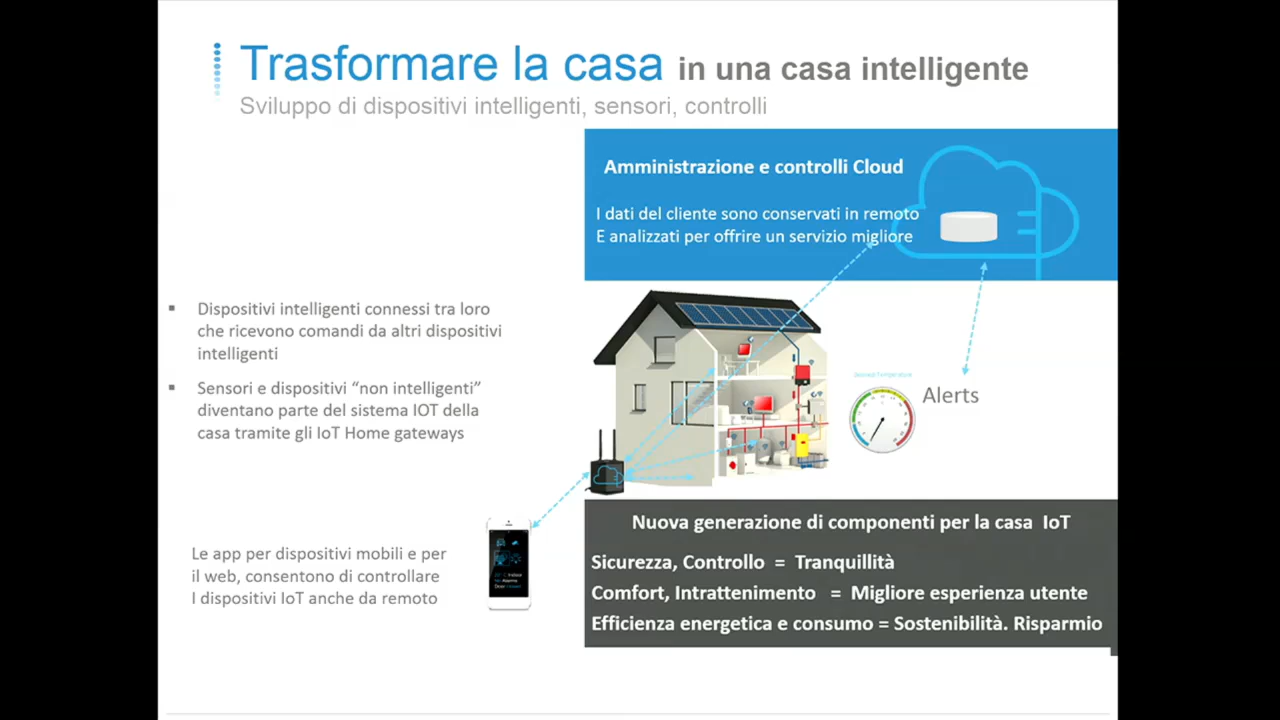 Trasformare la casa in una casa intelligente
Sviluppo di dispositivi intelligenti, sensori, controlli
Amministrazione e controlli Cloud
I dati del cliente sono conservati in remoto
E analizzati per offrire un servizio migliore
▪ Dispositivi intelligenti connessi tra loro
che ricevono comandi da altri dispositivi
intelligenti
▪ Sensori e dispositivi “non intelligenti”
diventano parte del sistema IOT della
casa tramite gli IoT Home gateways
Alerts
Le app per dispositivi mobili e per
il web, consentono di controllare
I dispositivi IoT anche da remoto
Nuova generazione di componenti per la casa IoT
Sicurezza, Controllo = Tranquillità
Comfort, Intrattenimento = Migliore esperienza utente
Efficienza energetica e consumo = Sostenibilità. Risparmio